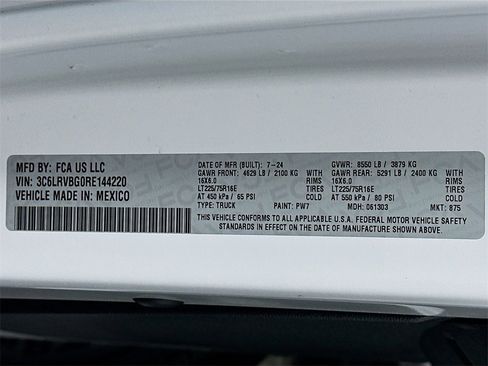 MFD BY: FCA US LLC
VIN: 3C6LRVBG0RE144220
VEHICLE MADE IN: MEXICO
DATE OF MFR (BUILT): 7-24 GVWR: 8550 LB / 3879 KG
GAWR FRONT: 4629 LB / 2100 KG WITH GAWR REAR: 5291 LB / 2400 KG WITH
16X6.0 RIMS 16X6.0 RIMS
LT225/75R16E LT225/75R16E
AT 450 kPa / 65 PSI COLD AT 550 kPa / 80 PSI COLD
TYPE: TRUCK PAINT: PW7 MDH: 061303 MKT: 875
THIS VEHICLE CONFORMS TO ALL APPLICABLE U.S.A. FEDERAL MOTOR VEHICLE SAFETY
STANDARDS IN EFFECT ON THE DATE OF MANUFACTURE SHOWN ABOVE.